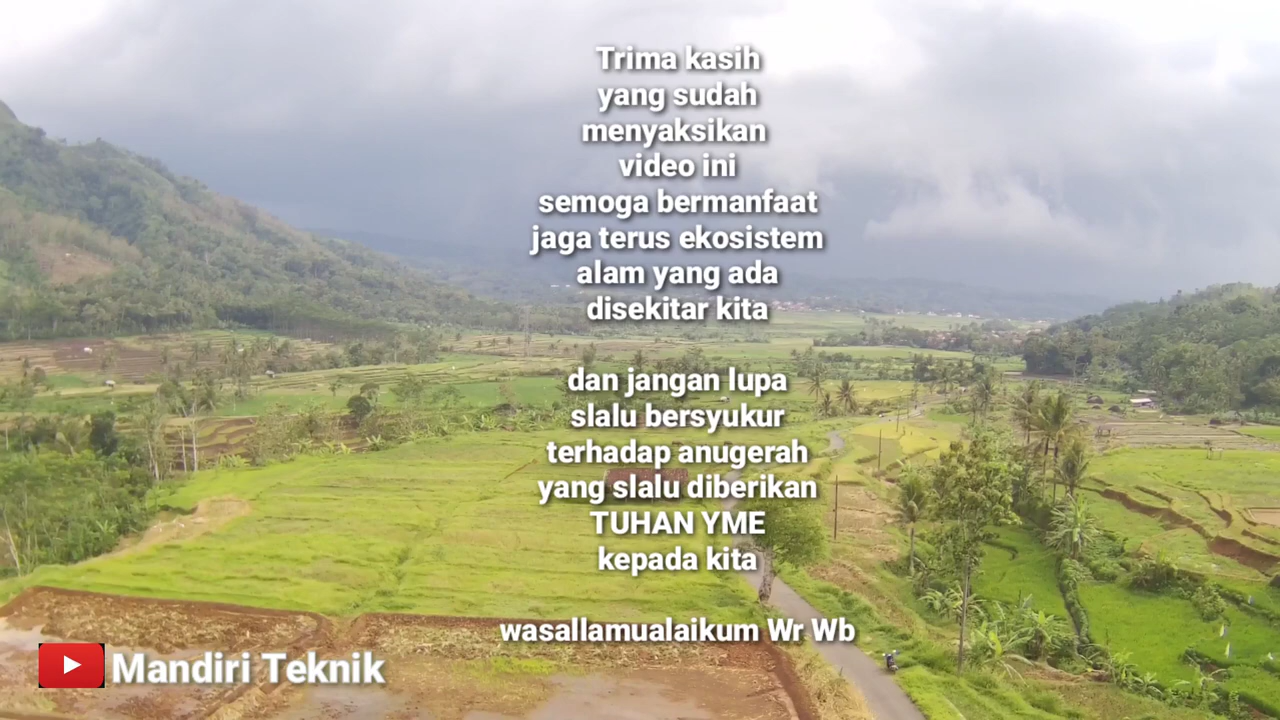 Trima kasih
yang sudah
menyaksikan
video ini
semoga bermanfaat
jaga terus ekosistem
alam yang ada
disekitar kita
dan jangan lupa
slalu bersyukur
terhadap anugerah
yang slalu diberikan
TUHAN YME
kepada kita
wasallamualaikum Wr Wb
Mandiri Teknik